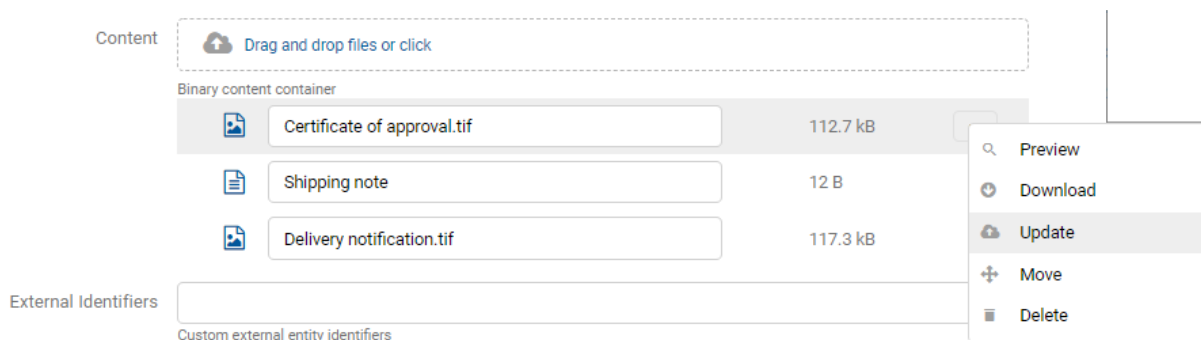 Content
Drag and drop files or click
Binary content container
Certificate of approval.tif
112.7 kB
Preview
Download
Shipping note
12 B
Update
Delivery notification.tif
117.3 kB
Move
External Identifiers
Delete
Custom external entity identifiers